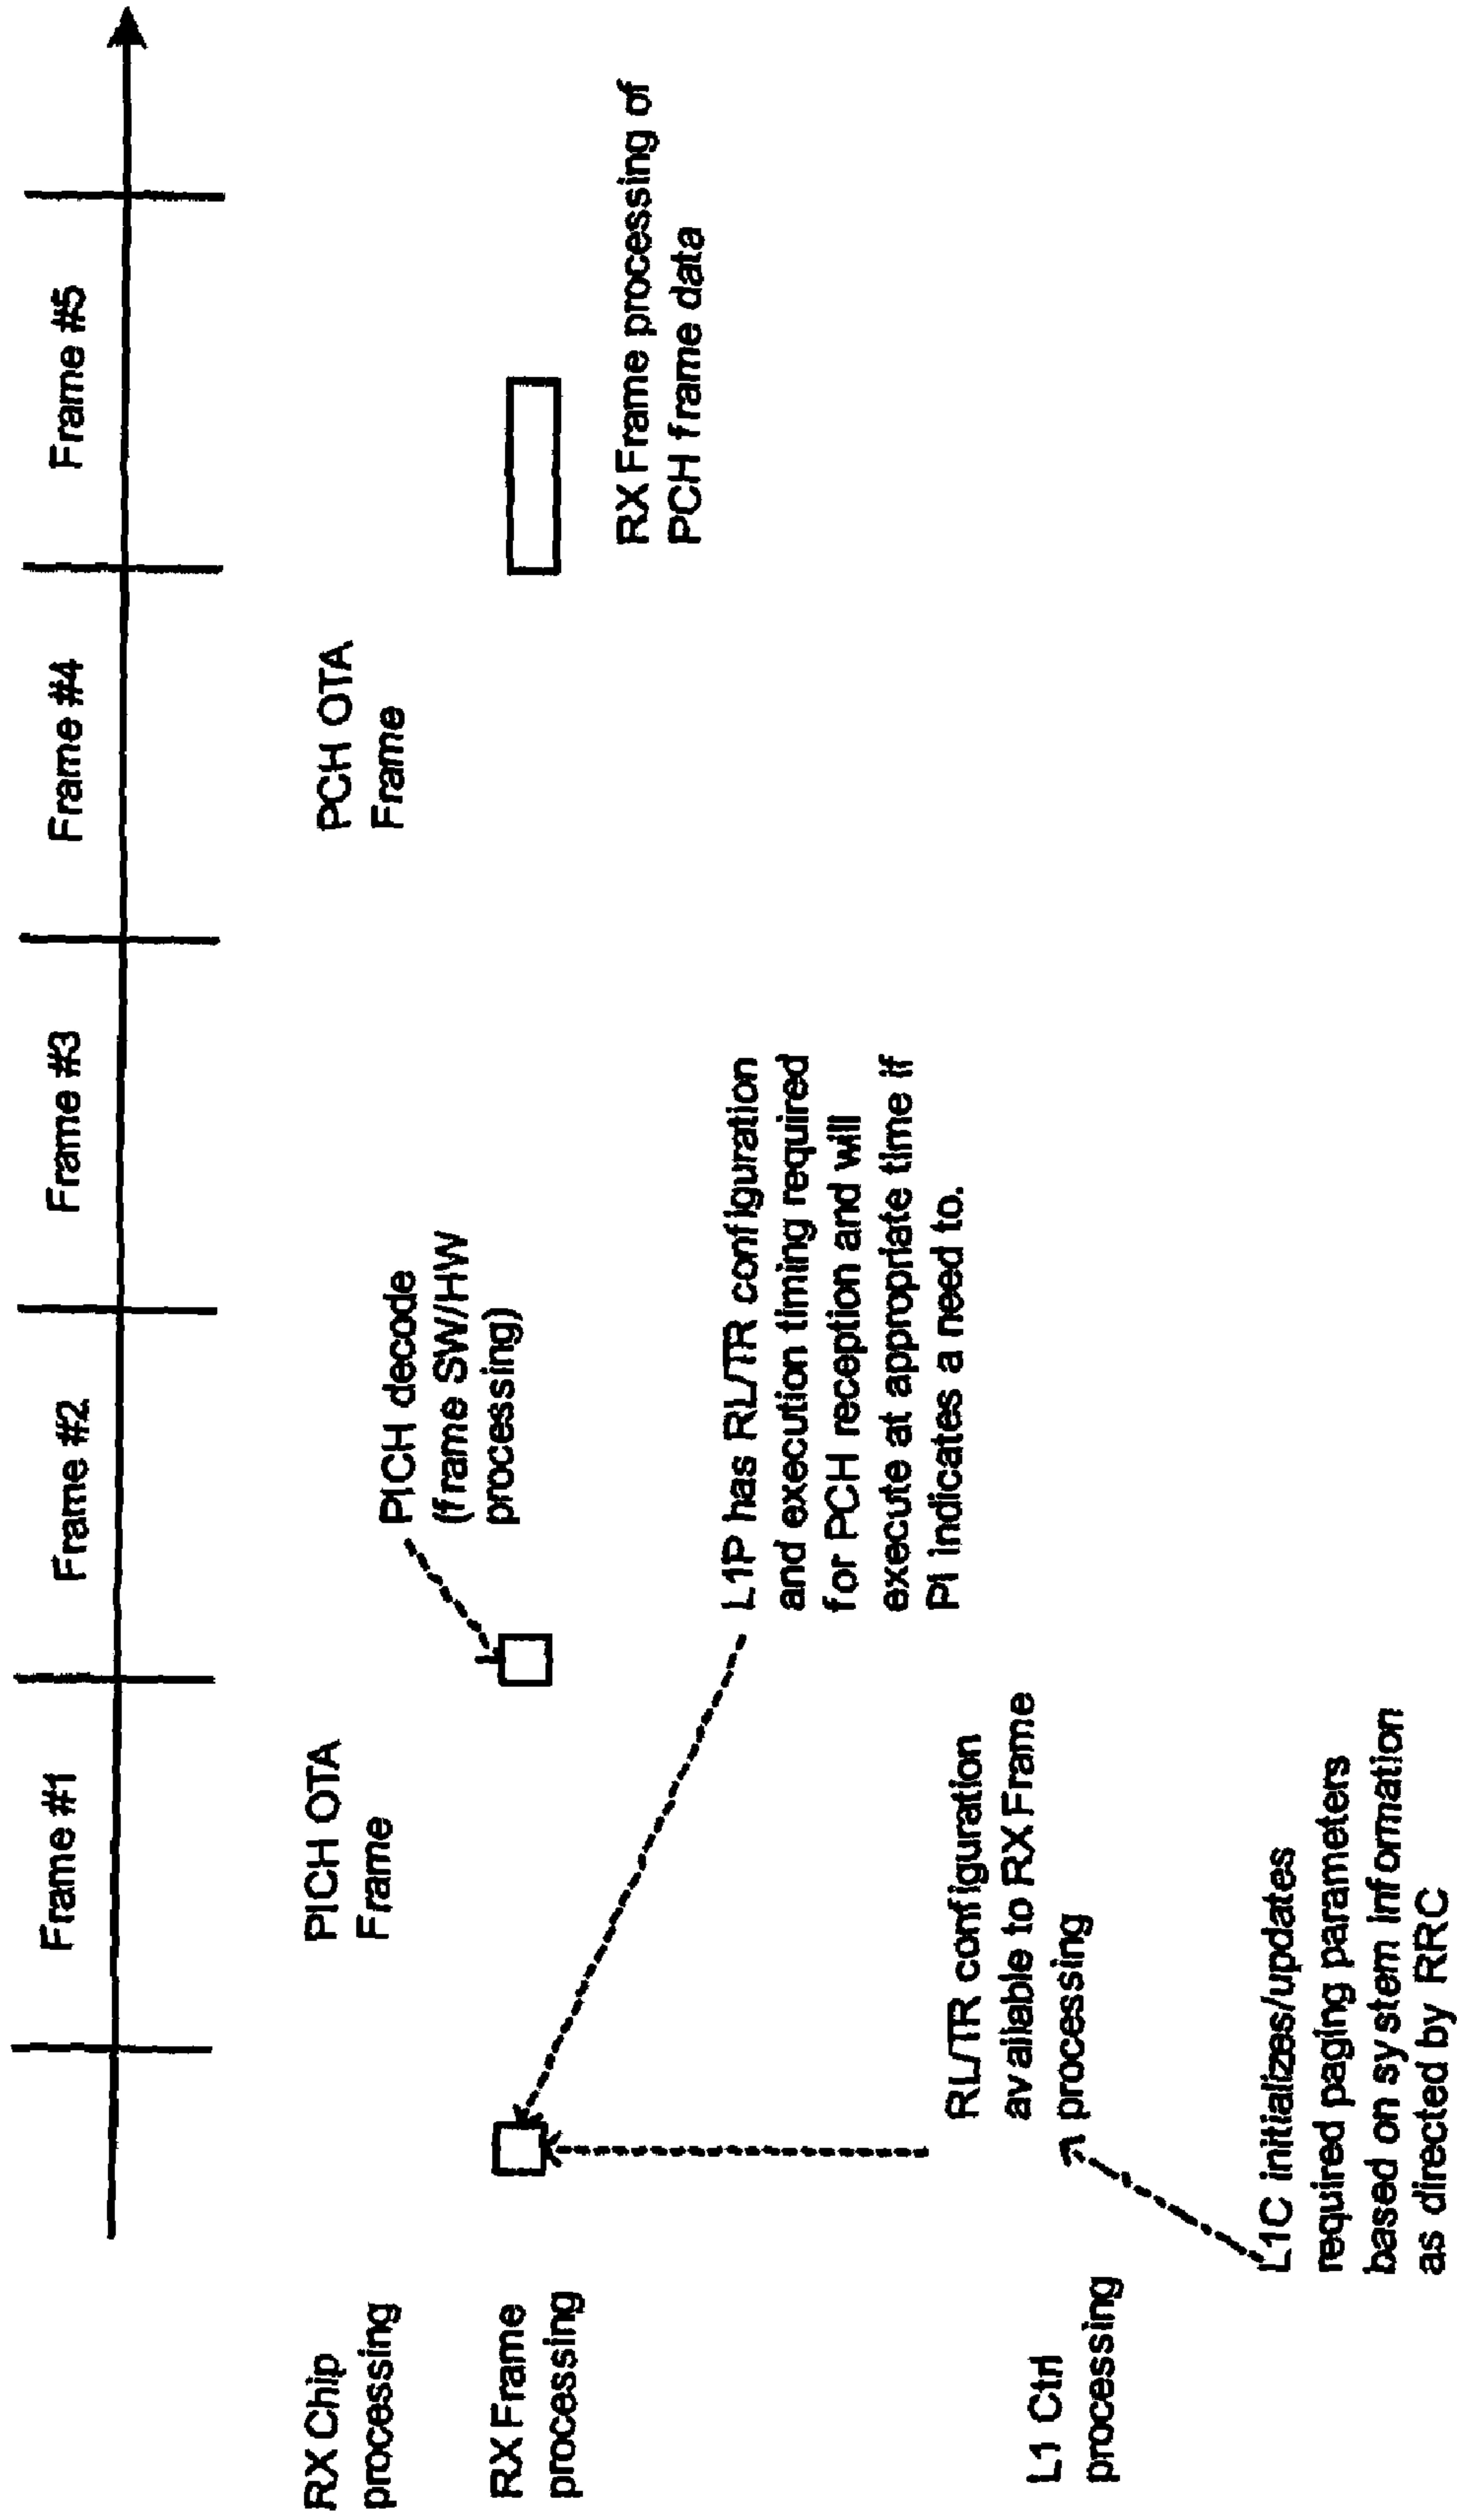 Frame #1
Frame #2
Frame #3
Frame #4
Frame #5
RX Chip
processing
PICH OTA
Frame
PCH OTA
Frame
PICH decode
(frame SW/HW
processing)
RX Frame
processing
RX Frame processing of
PCH frame data
L1P has RL/TR configuration
and execution timing required
for PCH reception and will
execute at appropriate time if
PI indicates a need to.
RL/TR configuration
available to RX Frame
processing
L1 Ctrl
processing
L1C initializes/updates
required paging parameters
based on system information
as directed by RRC